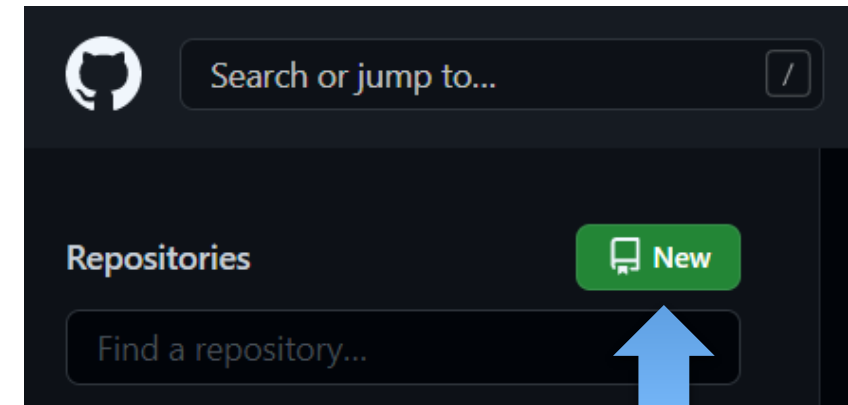 Search or jump to...
/
Repositories
New
Find a repository...